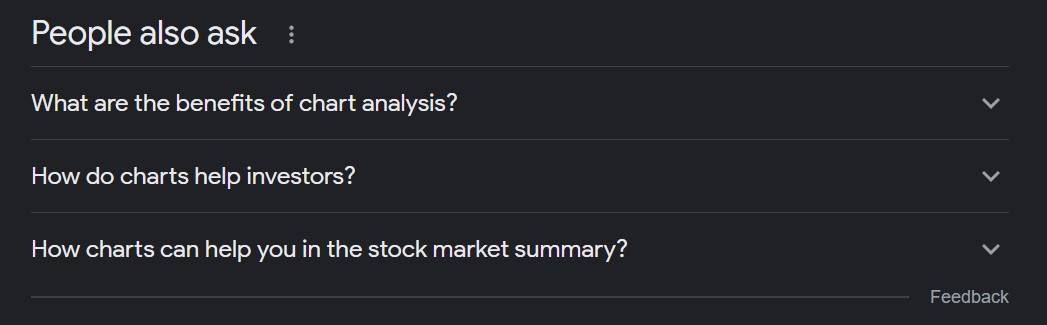 People also ask
What are the benefits of chart analysis?
How do charts help investors?
How charts can help you in the stock market summary?
Feedback